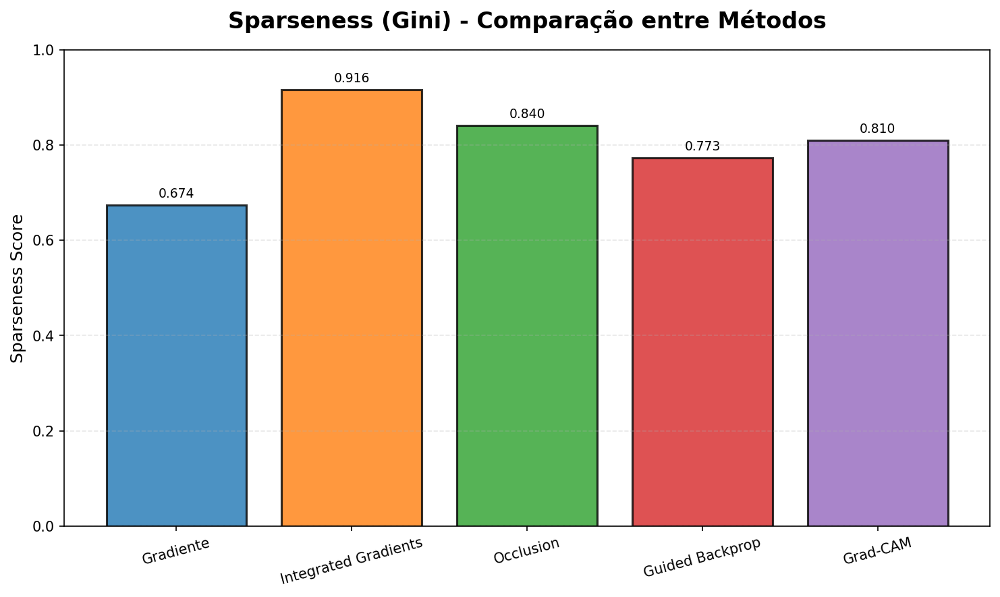 Sparseness (Gini) - Comparação entre Métodos
Sparseness Score
1.0
0.8
0.6
0.4
0.2
0.0
0.674
0.916
0.840
0.773
0.810
Gradiente
Integrated Gradients
Occlusion
Guided Backprop
Grad-CAM